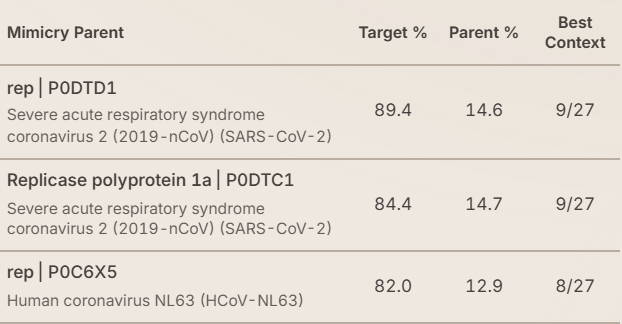 Mimicry Parent Target % Parent % Best Context
rep | P0DTD1
Severe acute respiratory syndrome
coronavirus 2 (2019-nCoV) (SARS-CoV-2)
89.4 14.6 9/27
Replicase polyprotein 1a | P0DTC1
Severe acute respiratory syndrome
coronavirus 2 (2019-nCoV) (SARS-CoV-2)
84.4 14.7 9/27
rep | P0C6X5
Human coronavirus NL63 (HCoV-NL63)
82.0 12.9 8/27